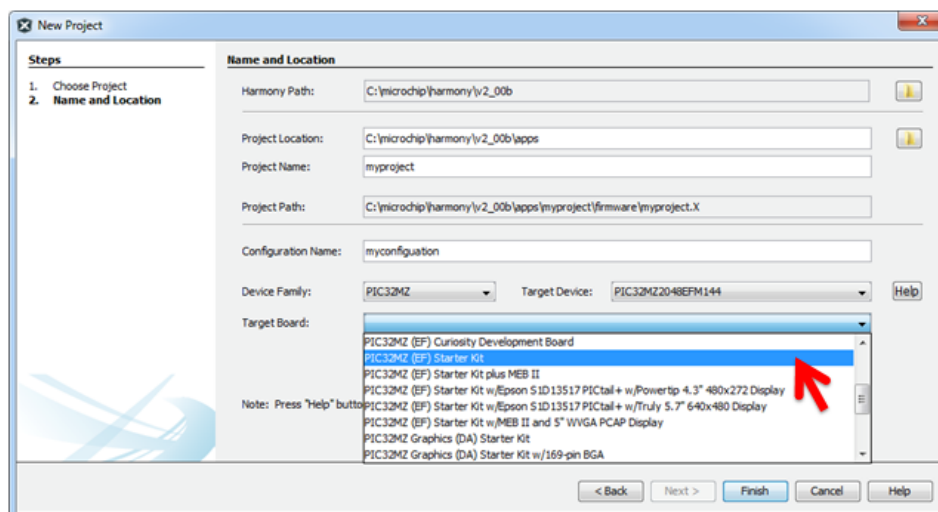 New Project
Steps
1. Choose Project
2. Name and Location
Name and Location
Harmony Path: C:\microchip\harmony\v2_00b
Project Location: C:\microchip\harmony\v2_00b\apps
Project Name: myproject
Project Path: C:\microchip\harmony\v2_00b\apps\myproject\firmware\myproject.X
Configuration Name: myconfiguation
Device Family: PIC32MZ Target Device: PIC32MZ2048EFM144 Help
Target Board:
PIC32MZ (EF) Curiosity Development Board
PIC32MZ (EF) Starter Kit
PIC32MZ (EF) Starter Kit plus MEB II
PIC32MZ (EF) Starter Kit w/Epson S1D13517 PICtail+ w/Powertip 4.3" 480x272 Display
Note: Press "Help" butto PIC32MZ (EF) Starter Kit w/Epson S1D13517 PICtail+ w/Truly 5.7" 640x480 Display
PIC32MZ (EF) Starter Kit w/MEB II and 5" WVGA PCAP Display
PIC32MZ Graphics (DA) Starter Kit
PIC32MZ Graphics (DA) Starter Kit w/169-pin BGA
< Back Next > Finish Cancel Help